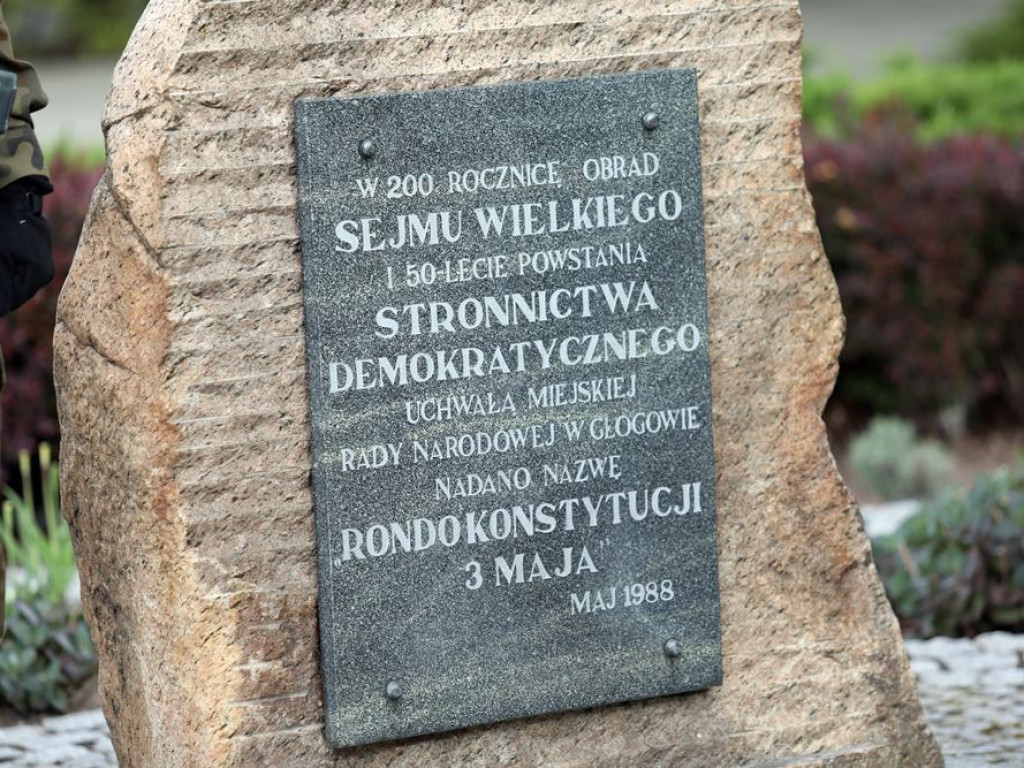 W 200 ROCZNICĘ OBRAD
SEJMU WIELKIEGO
I 50-LECIE POWSTANIA
STRONNICTWA
DEMOKRATYCZNEGO
UCHWAŁĄ MIEJSKIEJ
RADY NARODOWEJ W GŁOGOWIE
NADANO NAZWĘ
„RONDO KONSTYTUCJI
3 MAJA"
MAJ 1988